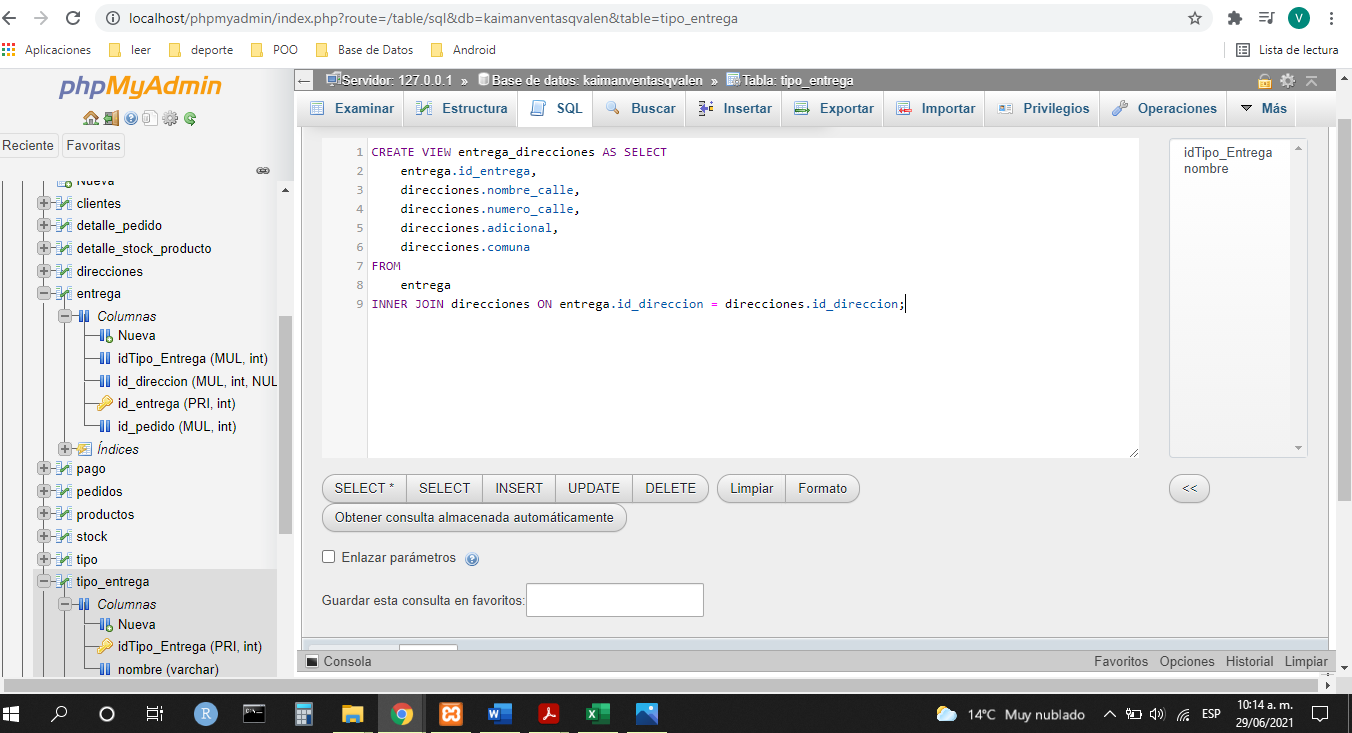 localhost/phpmyadmin/index.php?route=/table/sql&db=kaimanventasqvalen&table=tipo_entrega
V
Aplicaciones leer deporte POO Base de Datos Android Lista de lectura
phpMyAdmin
Reciente Favoritas
Nueva
clientes
detalle_pedido
detalle_stock_producto
direcciones
entrega
Columnas
Nueva
idTipo_Entrega (MUL, int)
id_direccion (MUL, int, NUL
id_entrega (PRI, int)
id_pedido (MUL, int)
Índices
pago
pedidos
productos
stock
tipo
tipo_entrega
Columnas
Nueva
idTipo_Entrega (PRI, int)
nombre (varchar)
Servidor: 127.0.0.1 » Base de datos: kaimanventasqvalen » Tabla: tipo_entrega
Examinar Estructura SQL Buscar Insertar Exportar Importar Privilegios Operaciones Más
1 CREATE VIEW entrega_direcciones AS SELECT
2 entrega.id_entrega,
3 direcciones.nombre_calle,
4 direcciones.numero_calle,
5 direcciones.adicional,
6 direcciones.comuna
7 FROM
8 entrega
9 INNER JOIN direcciones ON entrega.id_direccion = direcciones.id_direccion;
idTipo_Entrega
nombre
SELECT * SELECT INSERT UPDATE DELETE Limpiar Formato <<
Obtener consulta almacenada automáticamente
Enlazar parámetros
Guardar esta consulta en favoritos:
Consola Favoritos Opciones Historial Limpiar
14°C Muy nublado ESP 10:14 a. m.
29/06/2021